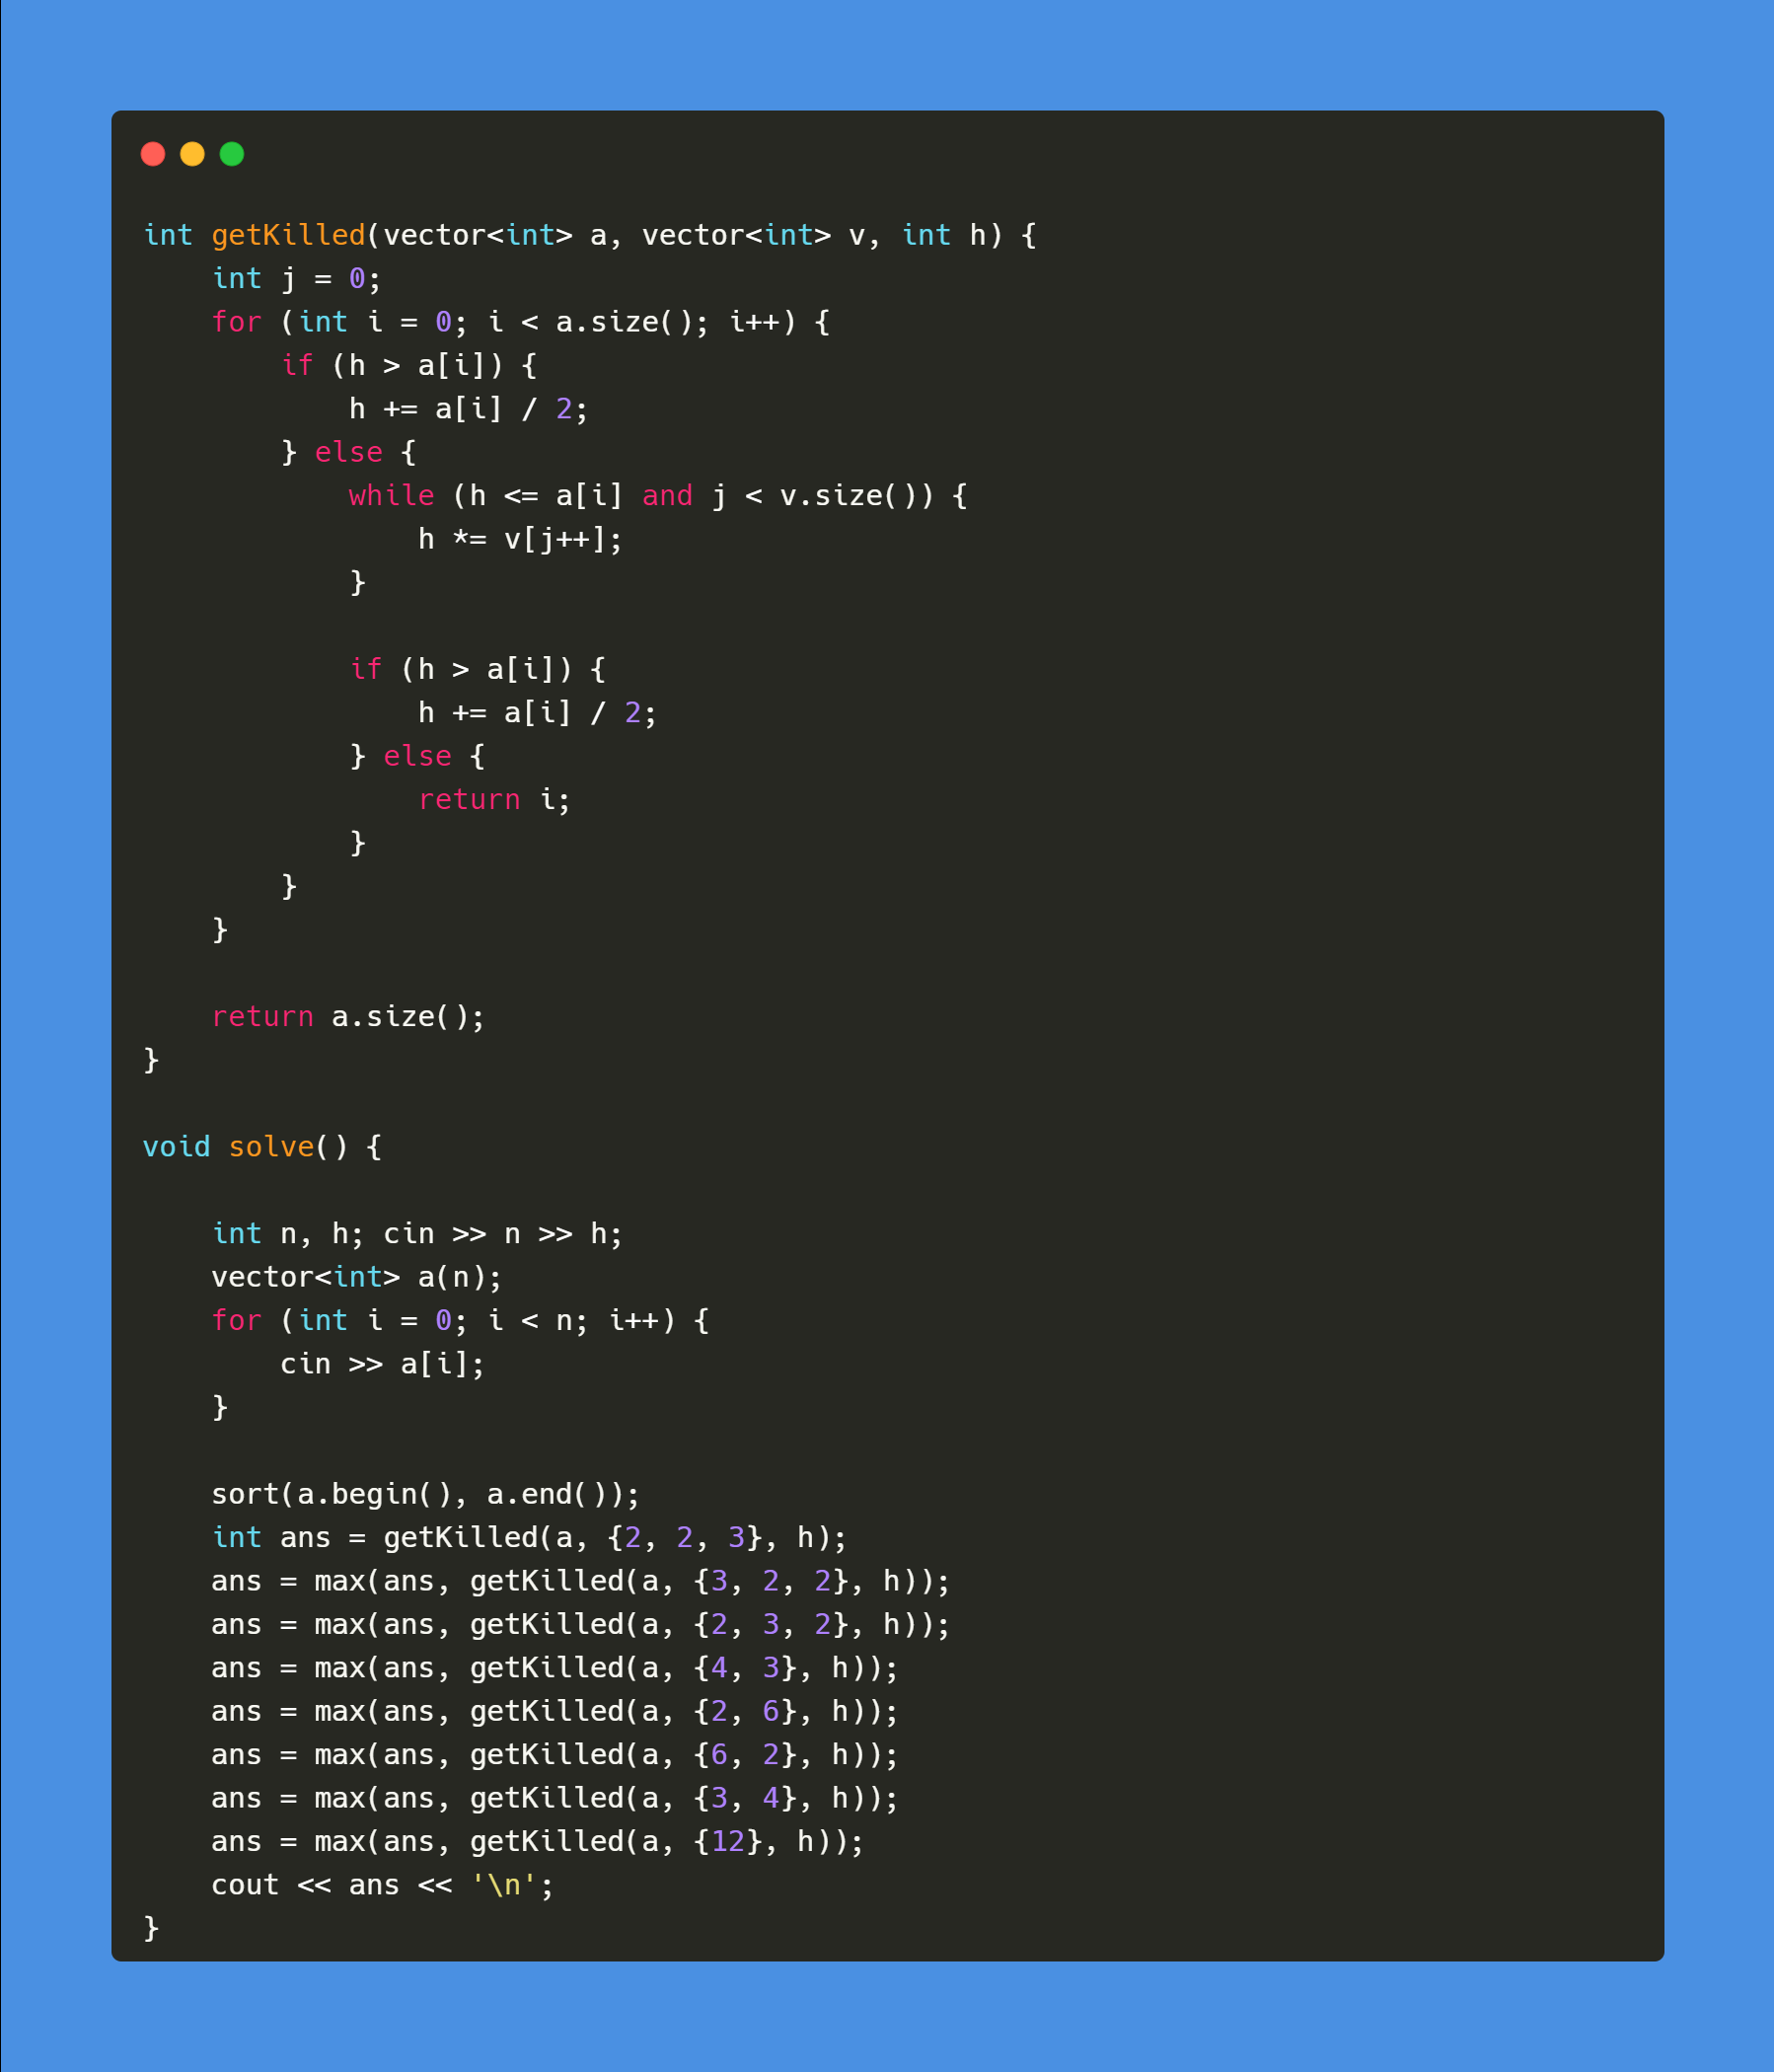 int getKilled(vector<int> a, vector<int> v, int h) {
    int j = 0;
    for (int i = 0; i < a.size(); i++) {
        if (h > a[i]) {
            h += a[i] / 2;
        } else {
            while (h <= a[i] and j < v.size()) {
                h *= v[j++];
            }

            if (h > a[i]) {
                h += a[i] / 2;
            } else {
                return i;
            }
        }
    }

    return a.size();
}

void solve() {

    int n, h; cin >> n >> h;
    vector<int> a(n);
    for (int i = 0; i < n; i++) {
        cin >> a[i];
    }

    sort(a.begin(), a.end());
    int ans = getKilled(a, {2, 2, 3}, h);
    ans = max(ans, getKilled(a, {3, 2, 2}, h));
    ans = max(ans, getKilled(a, {2, 3, 2}, h));
    ans = max(ans, getKilled(a, {4, 3}, h));
    ans = max(ans, getKilled(a, {2, 6}, h));
    ans = max(ans, getKilled(a, {6, 2}, h));
    ans = max(ans, getKilled(a, {3, 4}, h));
    ans = max(ans, getKilled(a, {12}, h));
    cout << ans << '\n';
}